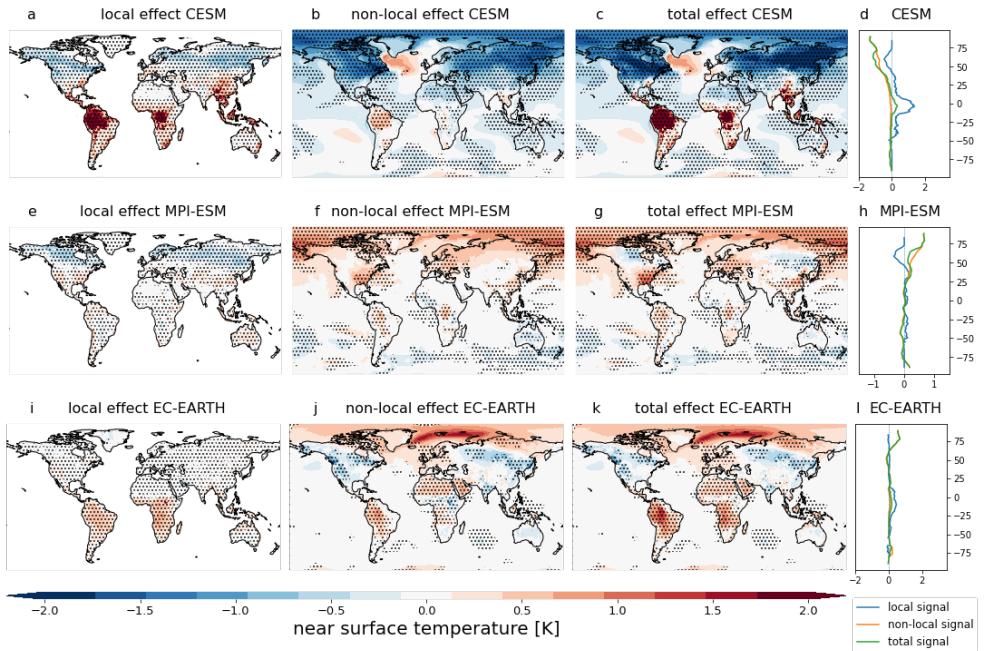 a local effect CESM b non-local effect CESM c total effect CESM d CESM
75
50
25
0
−25
−50
−75
−2 0 2
e local effect MPI-ESM f non-local effect MPI-ESM g total effect MPI-ESM h MPI-ESM
75
50
25
0
−25
−50
−75
−1 0 1
i local effect EC-EARTH j non-local effect EC-EARTH k total effect EC-EARTH l EC-EARTH
75
50
25
0
−25
−50
−75
−2 0 2
−2.0 −1.5 −1.0 −0.5 0.0 0.5 1.0 1.5 2.0
near surface temperature [K]
local signal
non-local signal
total signal